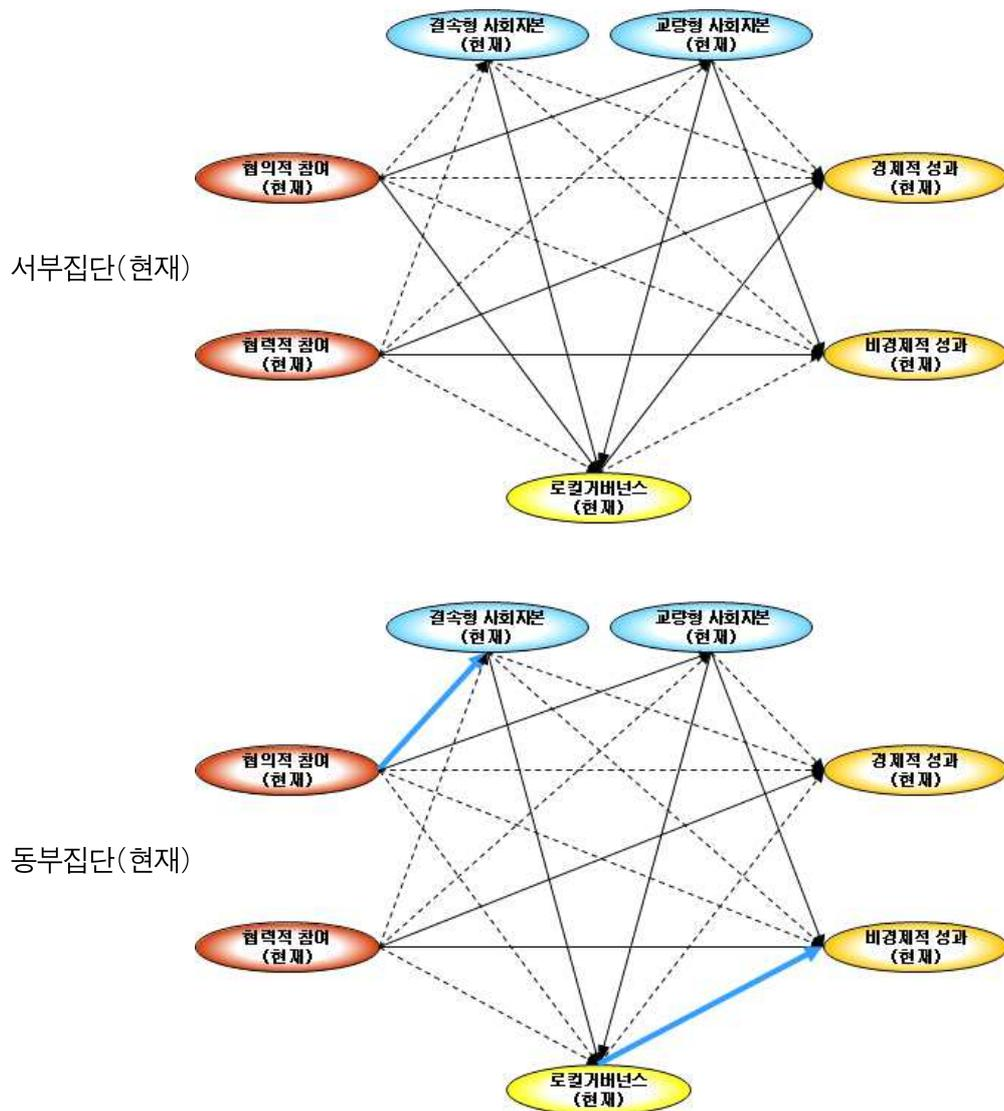 결속형 사회자본
(현재)
교량형 사회자본
(현재)
협의적 참여
(현재)
경제적 성과
(현재)
서부집단(현재)
협력적 참여
(현재)
비경제적 성과
(현재)
로컬거버넌스
(현재)
결속형 사회자본
(현재)
교량형 사회자본
(현재)
협의적 참여
(현재)
경제적 성과
(현재)
동부집단(현재)
협력적 참여
(현재)
비경제적 성과
(현재)
로컬거버넌스
(현재)